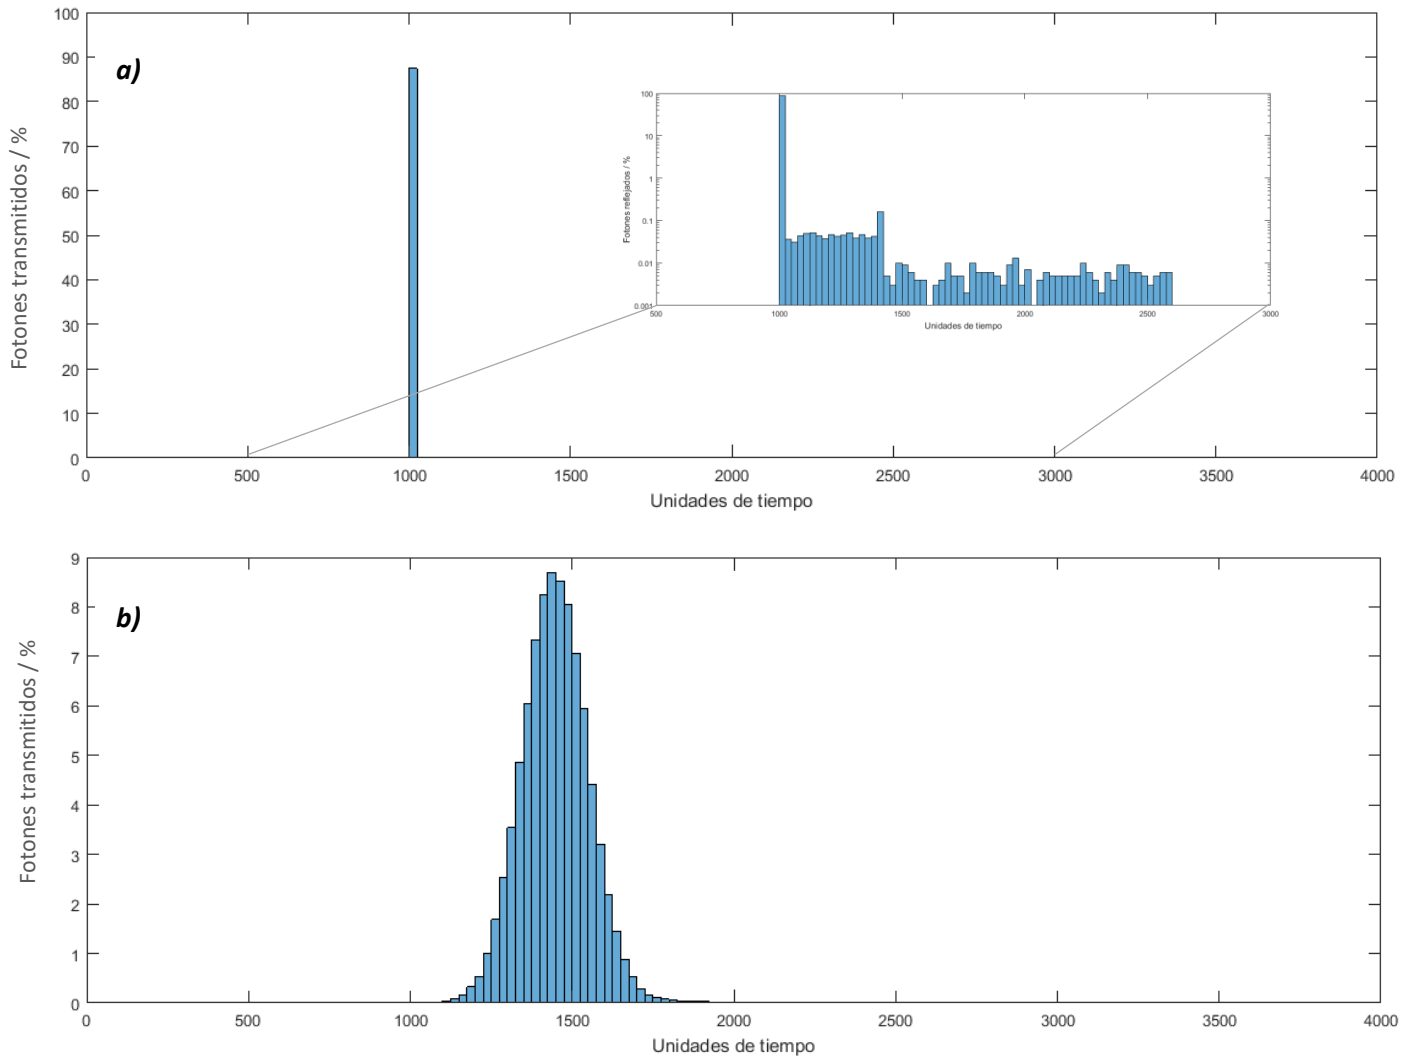 a)
Fotones transmitidos / %
100
90
80
70
60
50
40
30
20
10
0
0 500 1000 1500 2000 2500 3000 3500 4000
Unidades de tiempo
Fotones reflejados / %
100
10
1
0.1
0.01
0.001
500 1000 1500 2000 2500 3000
Unidades de tiempo
b)
Fotones transmitidos / %
9
8
7
6
5
4
3
2
1
0
0 500 1000 1500 2000 2500 3000 3500 4000
Unidades de tiempo